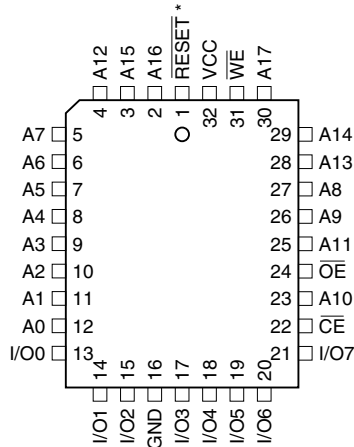 A12
A15
A16
RESET *
VCC
WE
A17
4
3
2
1
32
31
30
A7 5
A6 6
A5 7
A4 8
A3 9
A2 10
A1 11
A0 12
I/O0 13
29 A14
28 A13
27 A8
26 A9
25 A11
24 OE
23 A10
22 CE
21 I/O7
14
15
16
17
18
19
20
I/O1
I/O2
GND
I/O3
I/O4
I/O5
I/O6